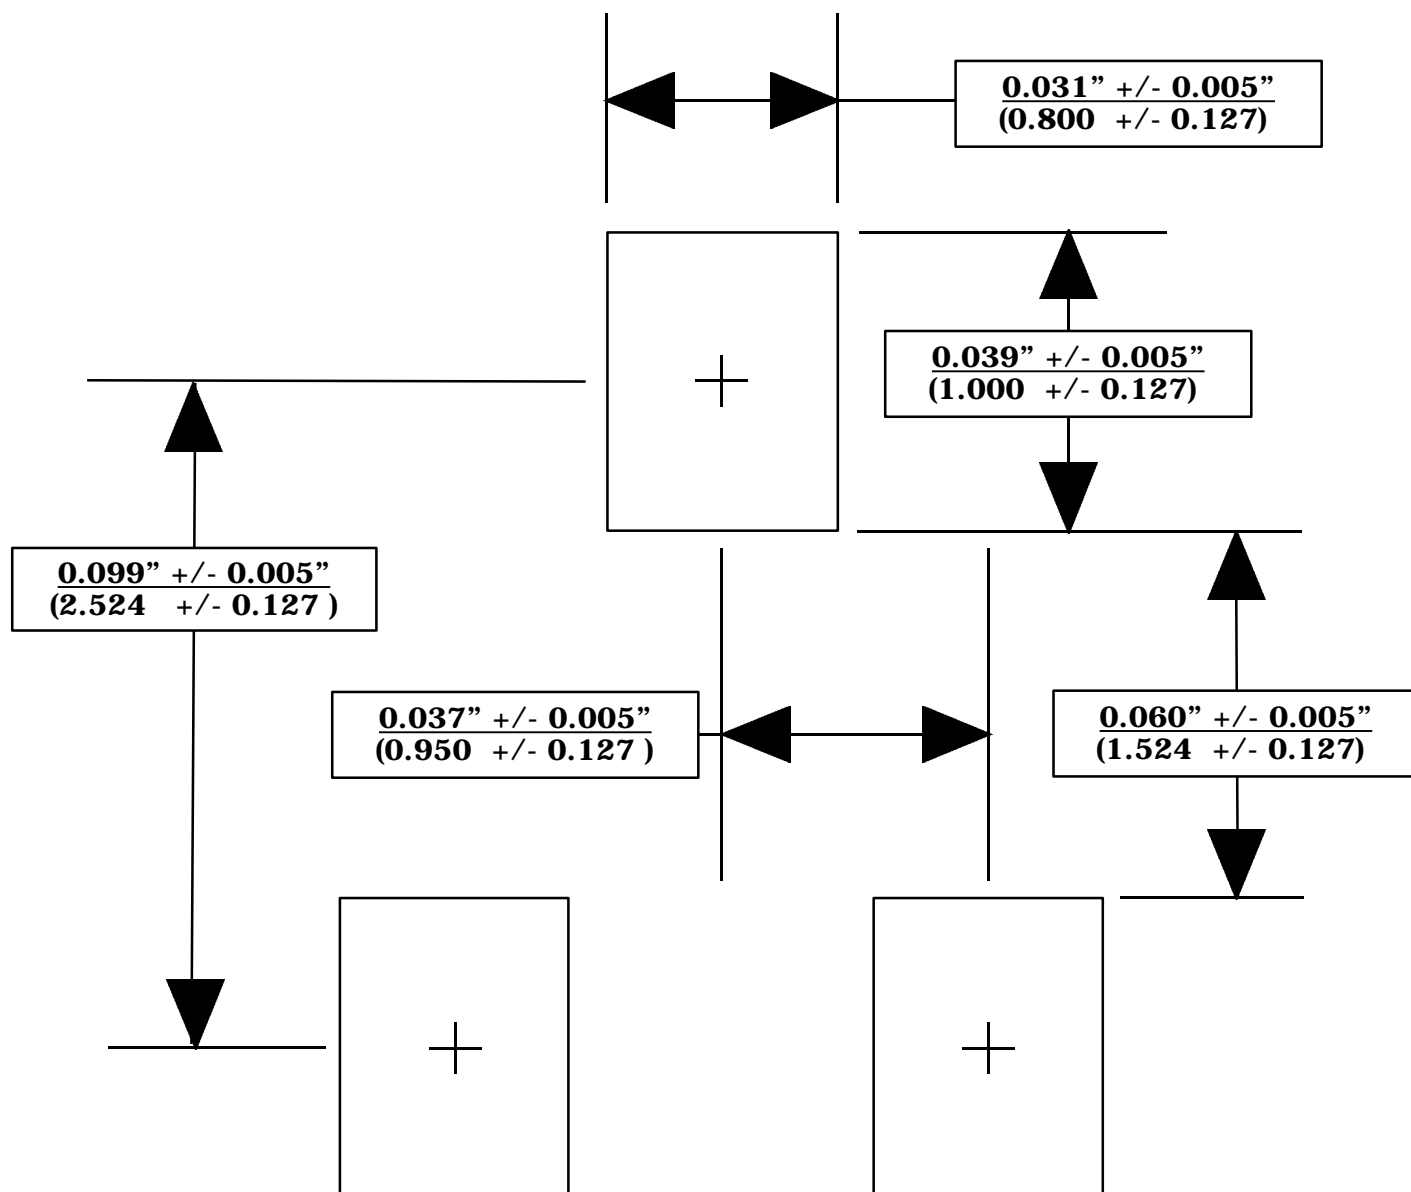 0.031” +/- 0.005”
(0.800 +/- 0.127)
0.039” +/- 0.005”
(1.000 +/- 0.127)
0.099” +/- 0.005”
(2.524 +/- 0.127 )
0.037” +/- 0.005”
(0.950 +/- 0.127 )
0.060” +/- 0.005”
(1.524 +/- 0.127)